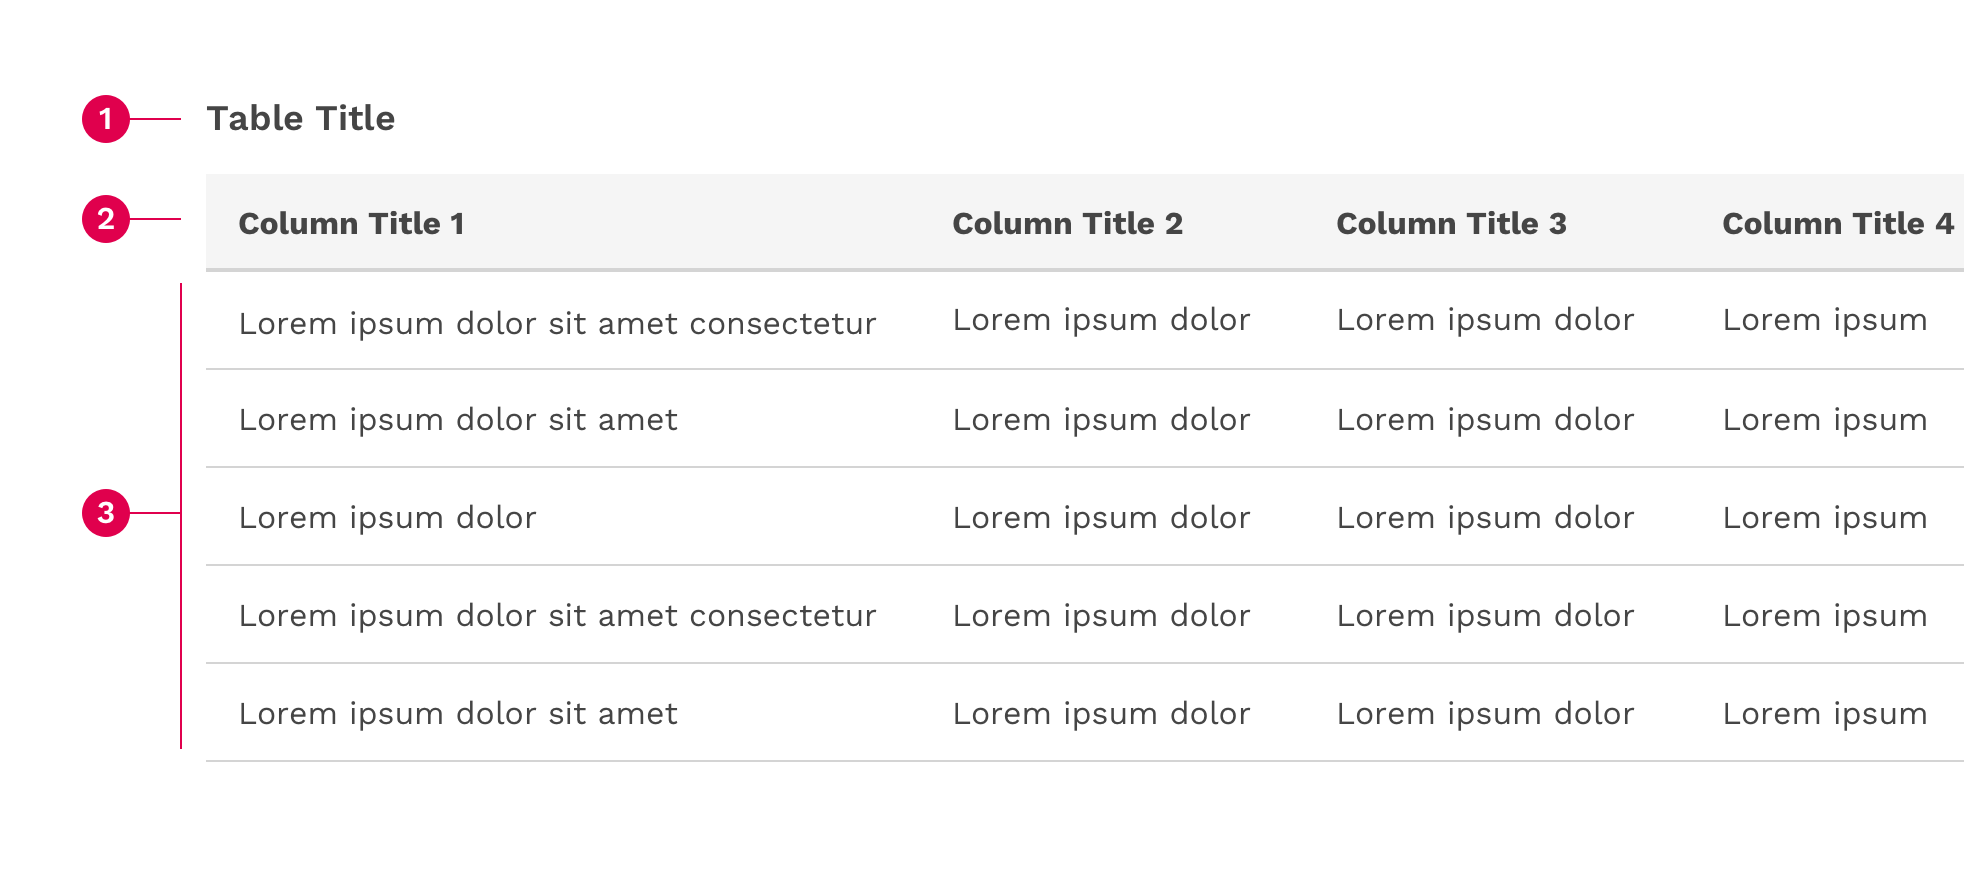 1 Table Title
2 Column Title 1 Column Title 2 Column Title 3 Column Title 4
Lorem ipsum dolor sit amet consectetur Lorem ipsum dolor Lorem ipsum dolor Lorem ipsum
Lorem ipsum dolor sit amet Lorem ipsum dolor Lorem ipsum dolor Lorem ipsum
3 Lorem ipsum dolor Lorem ipsum dolor Lorem ipsum dolor Lorem ipsum
Lorem ipsum dolor sit amet consectetur Lorem ipsum dolor Lorem ipsum dolor Lorem ipsum
Lorem ipsum dolor sit amet Lorem ipsum dolor Lorem ipsum dolor Lorem ipsum